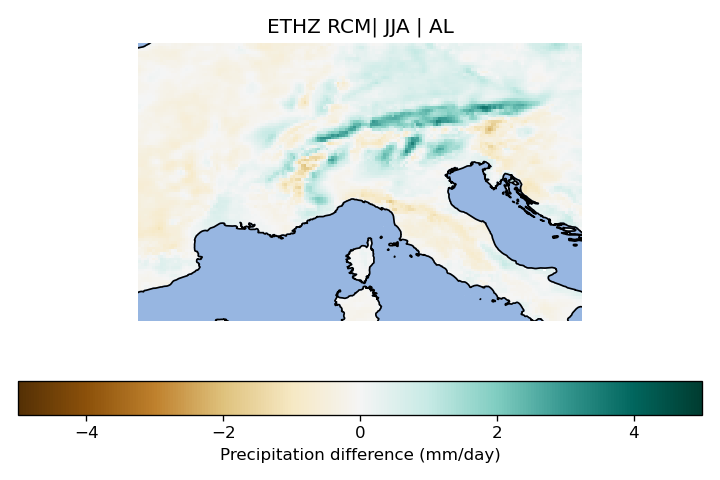 ETHZ RCM| JJA | AL
−4 −2 0 2 4
Precipitation difference (mm/day)